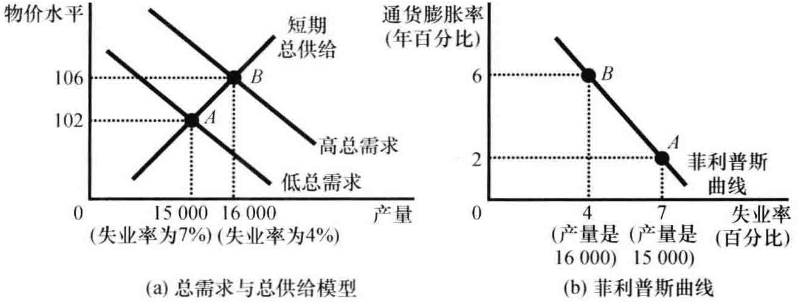 物价水平
短期
总供给
106
B
102
A
高总需求
低总需求
0
15 000
16 000
产量
(失业率为7%)
(失业率为4%)
(a) 总需求与总供给模型
通货膨胀率
(年百分比)
6
B
A
2
菲利普斯
曲线
0
4
7
失业率
(产量是
16 000)
(产量是
15 000)
(百分比)
(b) 菲利普斯曲线